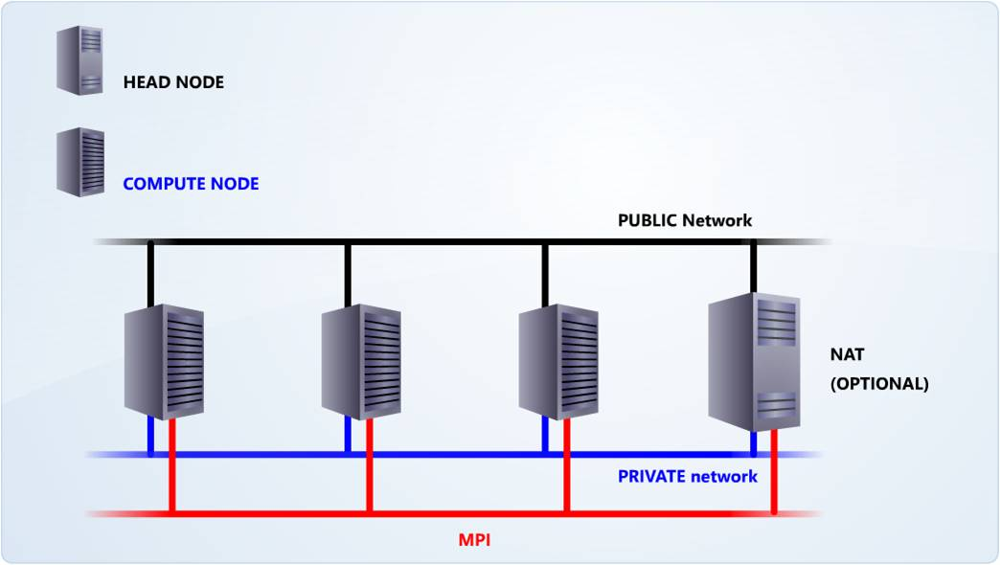 HEAD NODE
COMPUTE NODE
PUBLIC Network
NAT
(OPTIONAL)
PRIVATE network
MPI